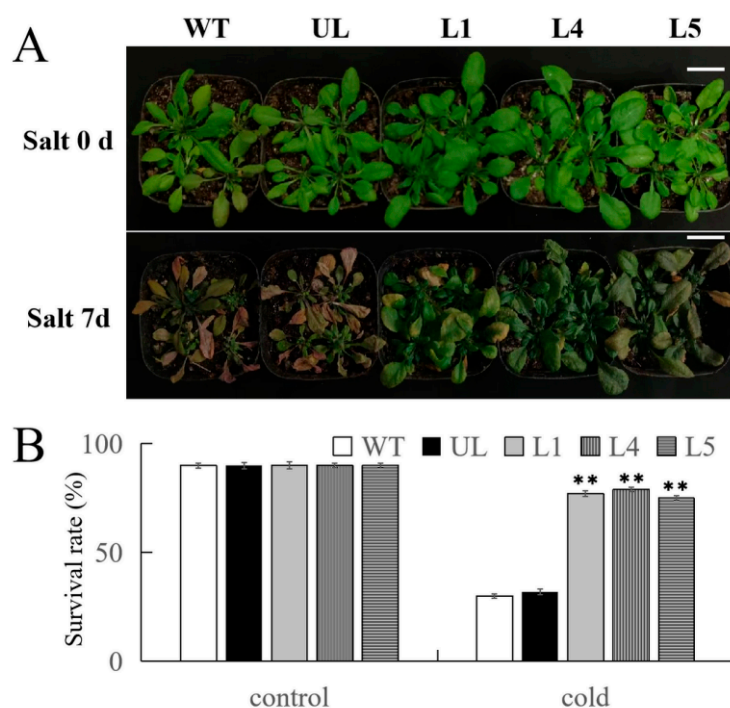 A
WT UL L1 L4 L5
Salt 0 d
Salt 7d
B
Survival rate (%)
100
50
0
WT UL L1 L4 L5
** ** **
control cold